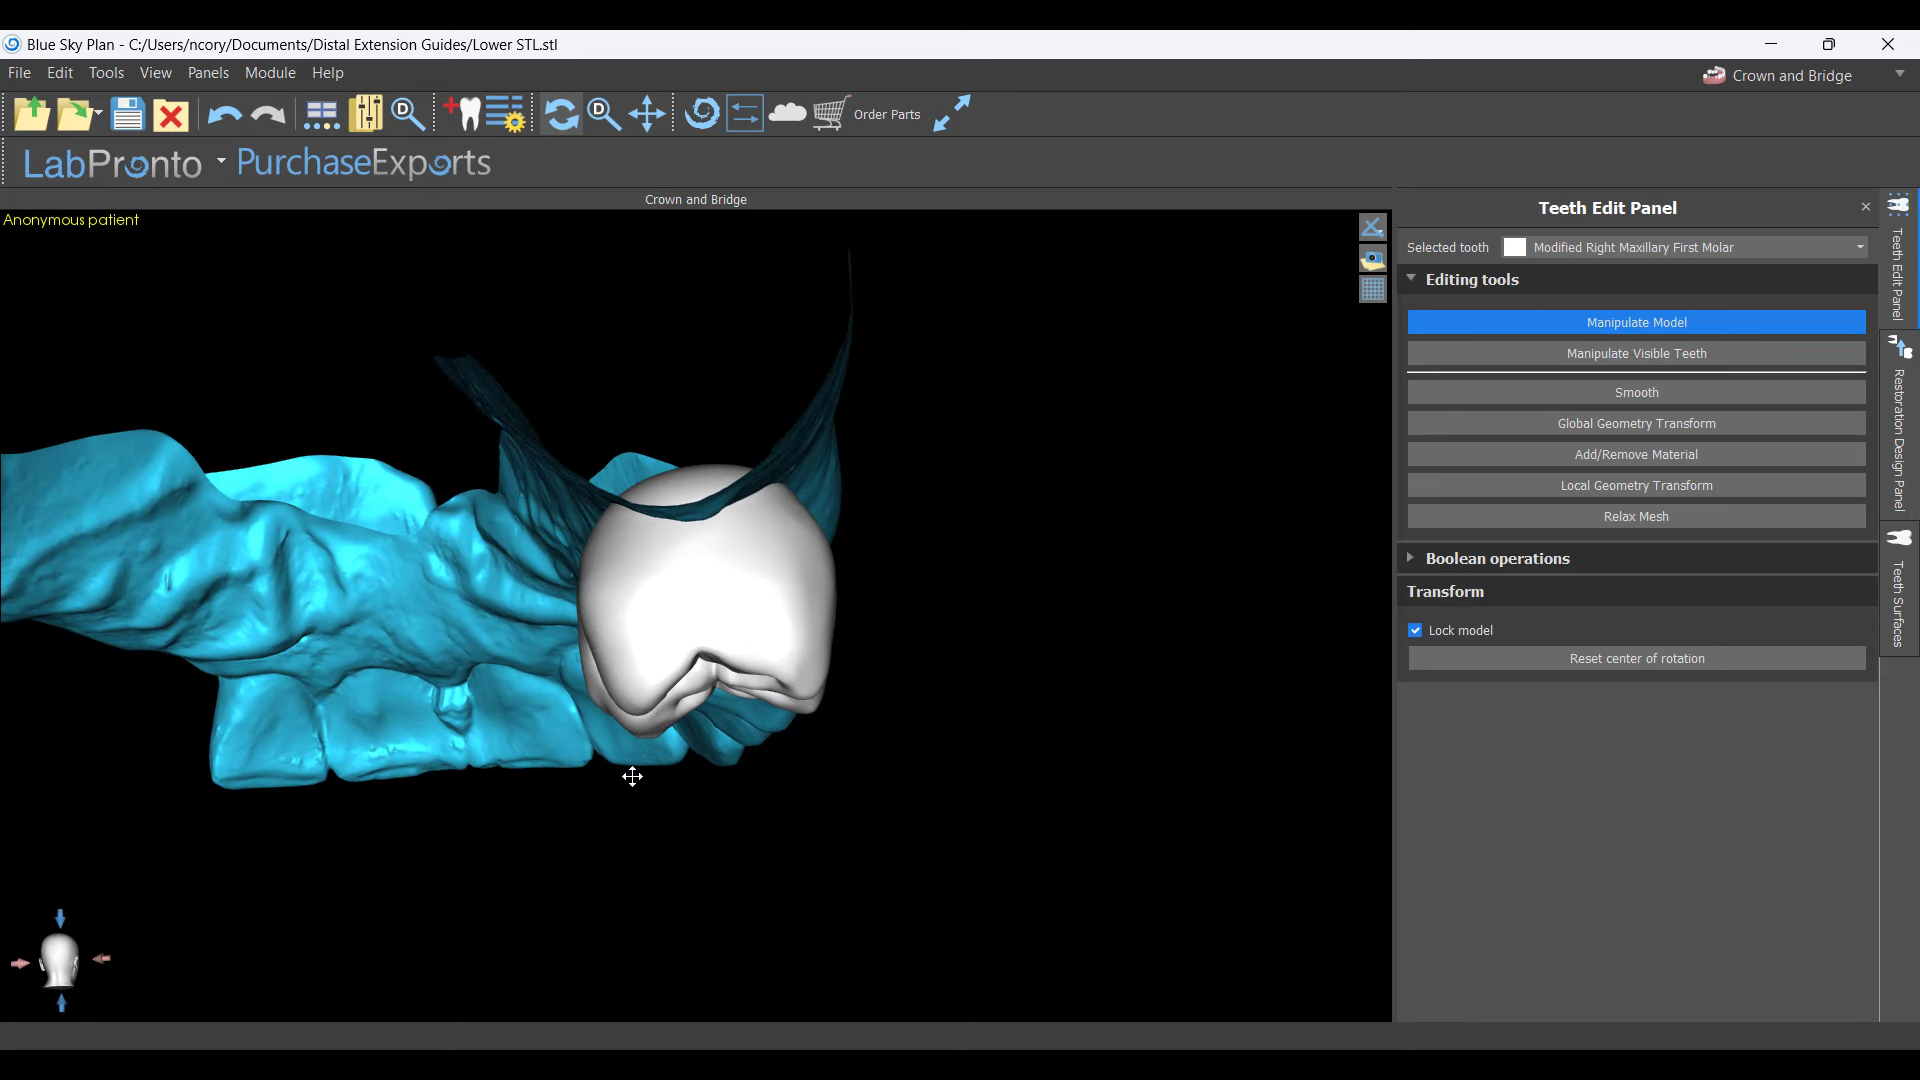 Blue Sky Plan - C:/Users/ncory/Documents/Distal Extension Guides/Lower STL.stl
File Edit Tools View Panels Module Help
Crown and Bridge
D
D
Order Parts
LabPronto
PurchaseExports
Crown and Bridge
Anonymous patient
Teeth Edit Panel
Selected tooth
Modified Right Maxillary First Molar
Editing tools
Manipulate Model
Manipulate Visible Teeth
Smooth
Global Geometry Transform
Add/Remove Material
Local Geometry Transform
Relax Mesh
Boolean operations
Transform
Lock model
Reset center of rotation
Teeth Edit Panel
Restoration Design Panel
Teeth Surfaces